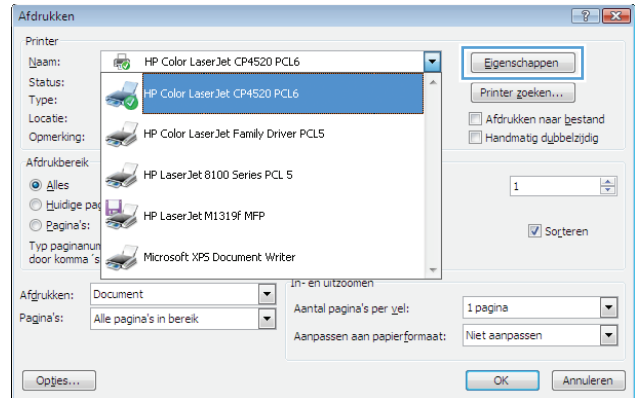 Afdrukken
Printer
Naam: HP Color LaserJet CP4520 PCL6 Eigenschappen
Status:
HP Color LaserJet CP4520 PCL6 Printer zoeken...
Type:
Locatie: Afdrukken naar bestand
Opmerking: HP Color LaserJet Family Driver PCL5 Handmatig dubbelzijdig
Afdrukbereik
HP LaserJet 8100 Series PCL 5
Alles 1
Huidige pag
HP LaserJet M1319f MFP
Pagina's: Sorteren
Typ paginanum
door komma 's Microsoft XPS Document Writer
In- en uitzoomen
Afdrukken: Document
Aantal pagina's per vel: 1 pagina
Pagina's: Alle pagina's in bereik
Aanpassen aan papierformaat: Niet aanpassen
Opties... OK Annuleren